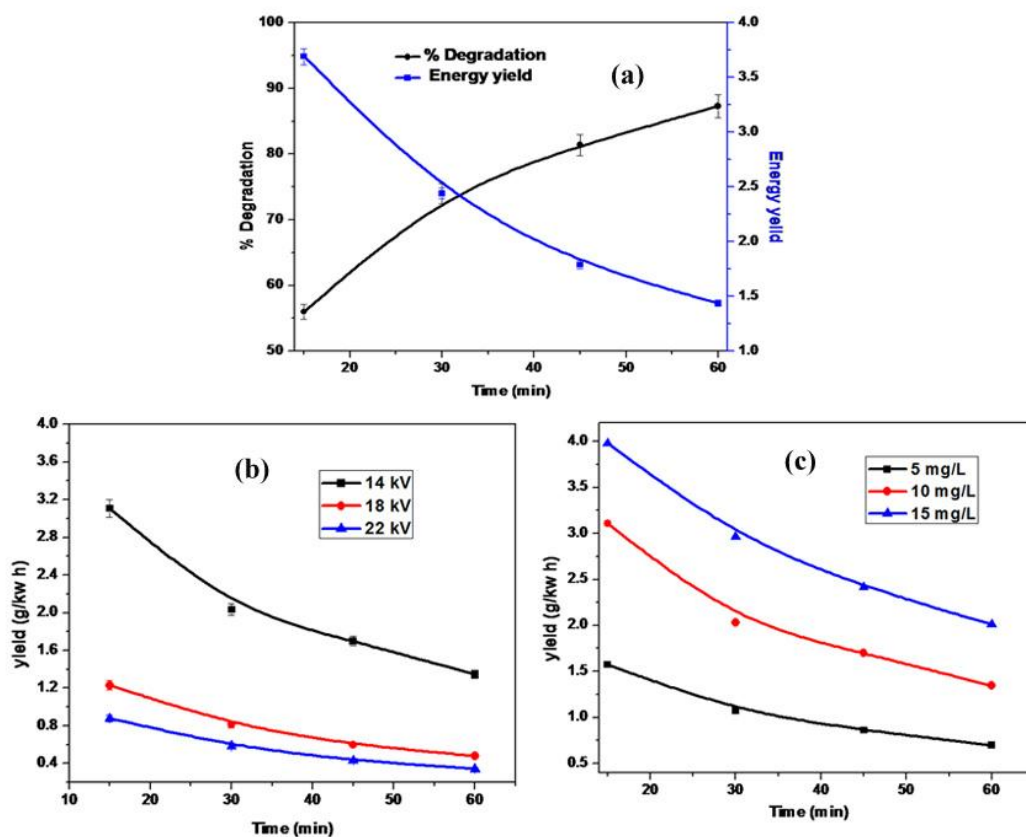 100
90
80
70
60
50
% Degradation
% Degradation
Energy yield
(a)
4.0
3.5
3.0
2.5
2.0
1.5
1.0
Energy yelid
20
30
40
50
60
Time (min)
4.0
3.6
3.2
2.8
2.4
2.0
1.6
1.2
0.8
0.4
yield (g/kw h)
(b)
14 kV
18 kV
22 kV
10
20
30
40
50
60
Time (min)
4.0
3.5
3.0
2.5
2.0
1.5
1.0
0.5
yield (g/kw h)
(c)
5 mg/L
10 mg/L
15 mg/L
20
30
40
50
60
Time (min)